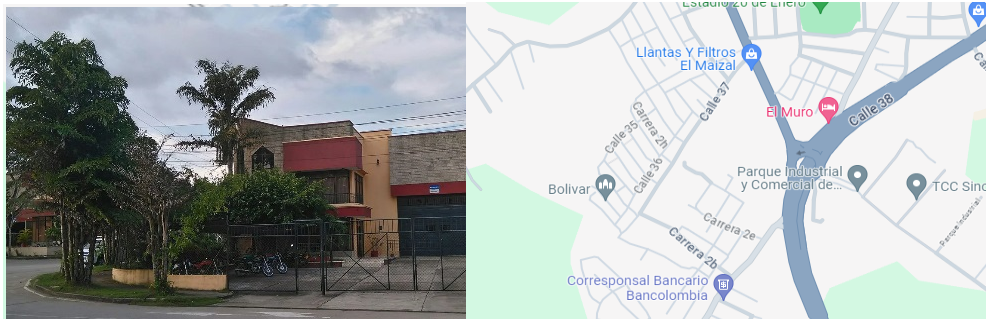 Estadio 20 de Enero
Llantas Y Filtros
El Maizal
Calle 37
El Muro
Calle 38
Carrera 2h
Calle 35
Calle 36
Parque Industrial
y Comercial de...
TCC Sinc
Bolivar
Carrera 2e
Carrera 2b
Parque Industrial
Corresponsal Bancario
Bancolombia